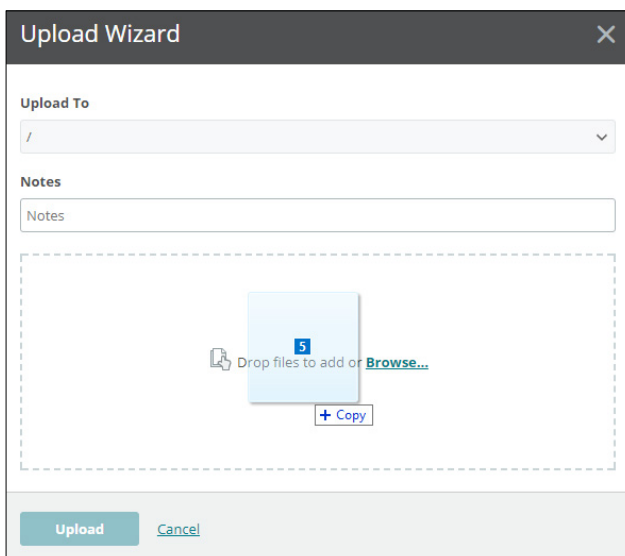 Upload Wizard
Upload To
/
Notes
Notes
5
Drop files to add or Browse...
+ Copy
Upload Cancel